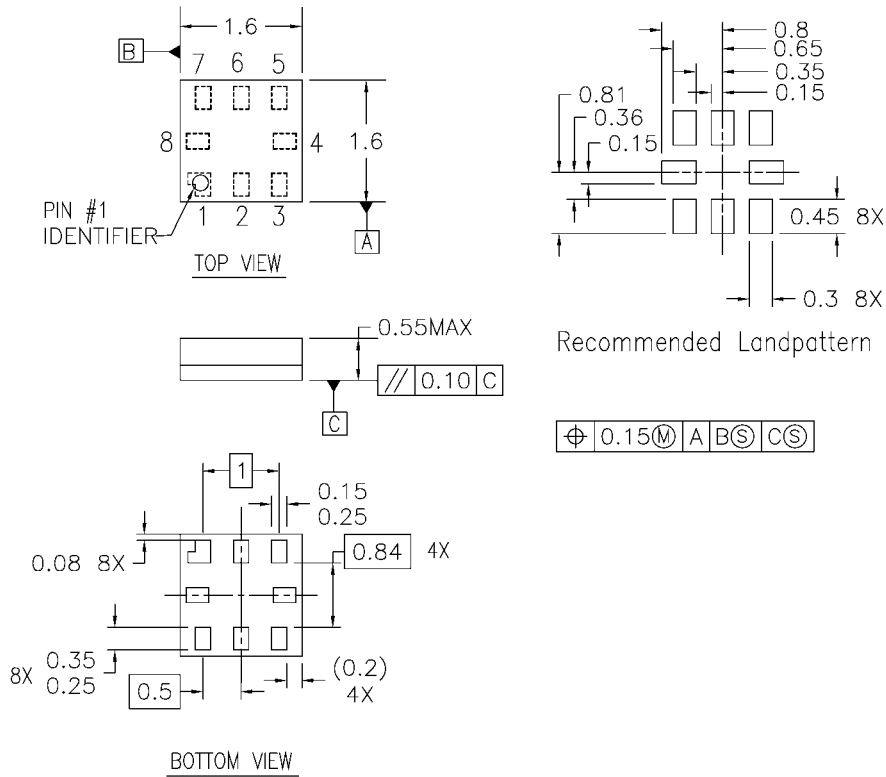 1.6
B
7 6 5
8
4
1.6
1 2 3
PIN #1
IDENTIFIER
A
TOP VIEW
0.8
0.65
0.35
0.15
0.81
0.36
0.15
0.45 8X
0.3 8X
Recommended Landpattern
0.55MAX
// 0.10 C
C
⌖ 0.15Ⓜ A BⓈ CⓈ
1
0.15
0.25
0.08 8X
0.84 4X
8X 0.35
0.25
0.5
(0.2)
4X
BOTTOM VIEW